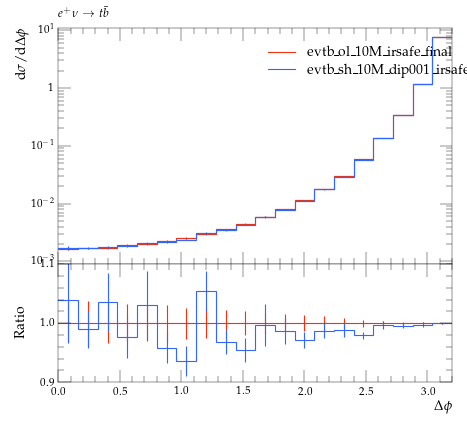 e⁺ν → tb̄
dσ/dΔϕ
evtb_ol_10M_irsafe_final
evtb_sh_10M_dip001_irsafe
10¹
1
10⁻¹
10⁻²
10⁻³
Ratio
1.1
1.0
0.9
0.0 0.5 1.0 1.5 2.0 2.5 3.0
Δϕ